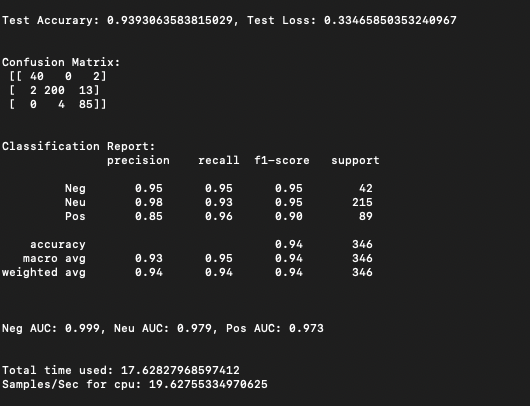 Test Accurary: 0.9393063583815029, Test Loss: 0.33465850353240967
Confusion Matrix:
[[ 40   0   2]
[  2 200  13]
[  0   4  85]]
Classification Report:
precision    recall  f1-score   support
Neg       0.95      0.95      0.95        42
Neu       0.98      0.93      0.95       215
Pos       0.85      0.96      0.90        89
accuracy                           0.94       346
macro avg       0.93      0.95      0.94       346
weighted avg       0.94      0.94      0.94       346
Neg AUC: 0.999, Neu AUC: 0.979, Pos AUC: 0.973
Total time used: 17.62827968597412
Samples/Sec for cpu: 19.62755334970625